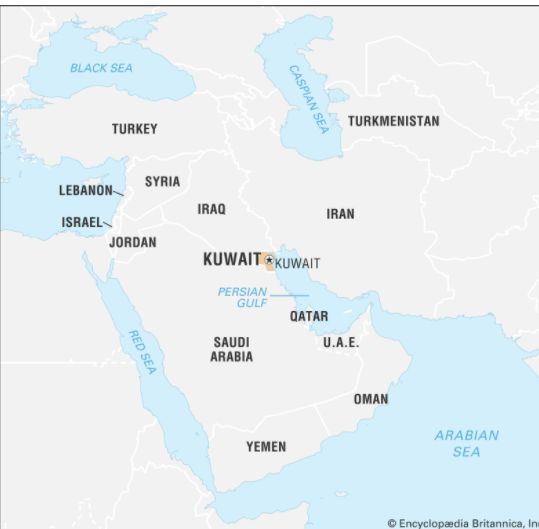 BLACK SEA
CASPIAN SEA
TURKEY
TURKMENISTAN
LEBANON
SYRIA
IRAQ
IRAN
ISRAEL
JORDAN
KUWAIT
KUWAIT
PERSIAN
GULF
QATAR
RED SEA
SAUDI
ARABIA
U.A.E.
OMAN
YEMEN
ARABIAN
SEA
© Encyclopædia Britannica, In